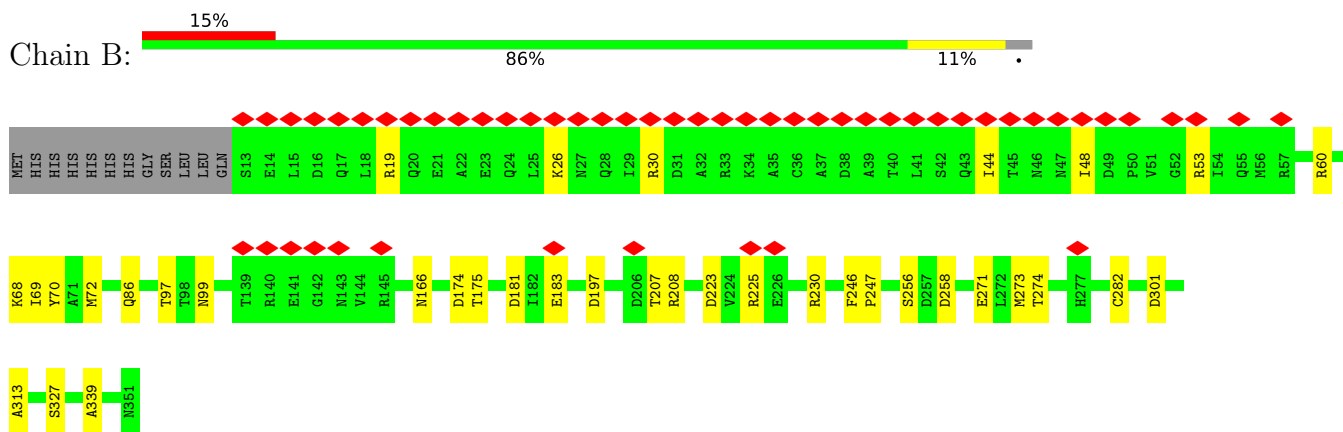 15%
Chain B:
86% 11% •
MET HIS HIS HIS HIS HIS HIS GLY SER LEU LEU GLN S13 E14 L15 D16 Q17 L18 R19 Q20 E21 A22 E23 Q24 L25 K26 N27 Q28 I29 R30 D31 A32 R33 K34 A35 C36 A37 D38 A39 T40 L41 S42 Q43 I44 T45 N46 N47 I48 D49 P50 V51 G52 R53 I54 Q55 M56 R57 R60
K68 I69 Y70 A71 M72 Q86 T97 T98 N99 T139 R140 E141 G142 N143 V144 R145 N166 D174 T175 D181 I182 E183 D197 D206 T207 R208 D223 V224 R225 E226 R230 F246 P247 S256 D257 D258 E271 L272 M273 T274 H277 C282 D301
A313 S327 A339 N351